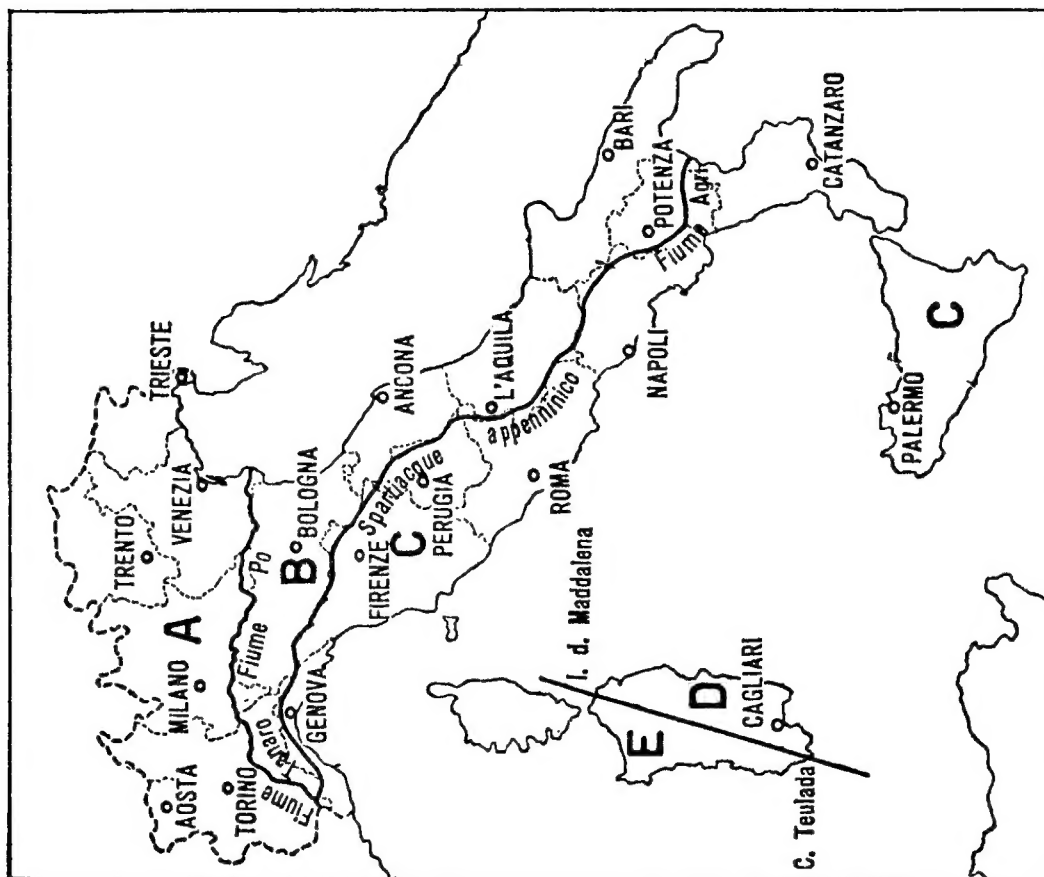 AOSTA
TORINO
MILANO
TRENTO
VENEZIA
TRIESTE
A
Fiume Tanaro
Fiume Po
B
GENOVA
BOLOGNA
FIRENZE
ANCONA
Spartiacque appenninico
C
PERUGIA
L'AQUILA
ROMA
NAPOLI
BARI
POTENZA
Fiume Agri
CATANZARO
PALERMO
C
I. d. Maddalena
E
D
CAGLIARI
C. Teulada